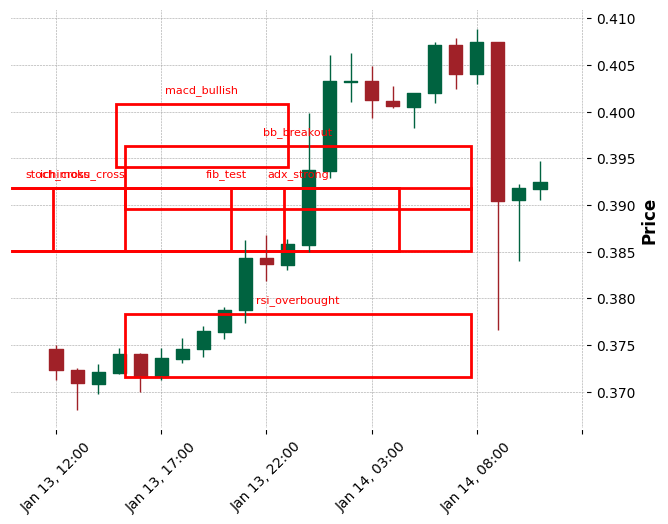 0.410
0.405
macd_bullish
0.400
bb_breakout
0.395
fib_test
adx_strong
0.390
Price
0.385
0.380
rsi_overbought
0.375
0.370
Jan 13, 12:00
Jan 13, 17:00
Jan 13, 22:00
Jan 14, 03:00
Jan 14, 08:00